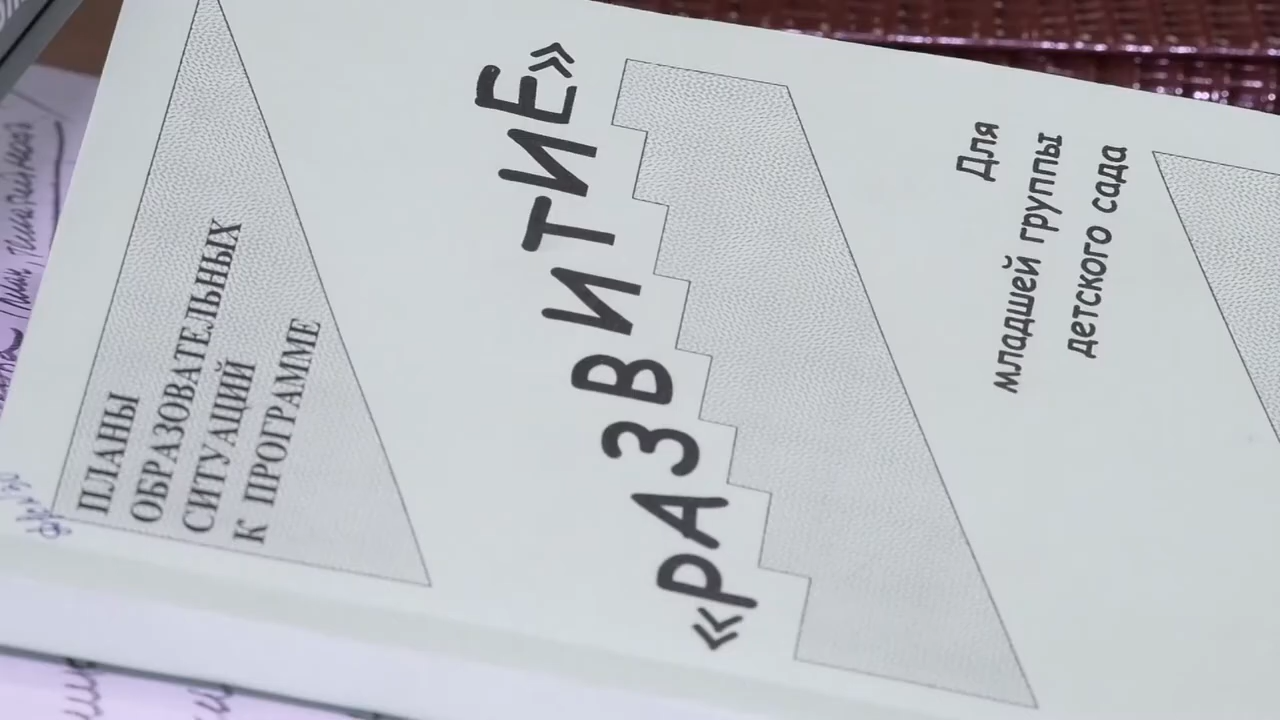 ПЛАНЫ
ОБРАЗОВАТЕЛЬНЫХ
СИТУАЦИЙ
К ПРОГРАММЕ
«РАЗВИТИЕ»
Для
младшей группы
детского сада